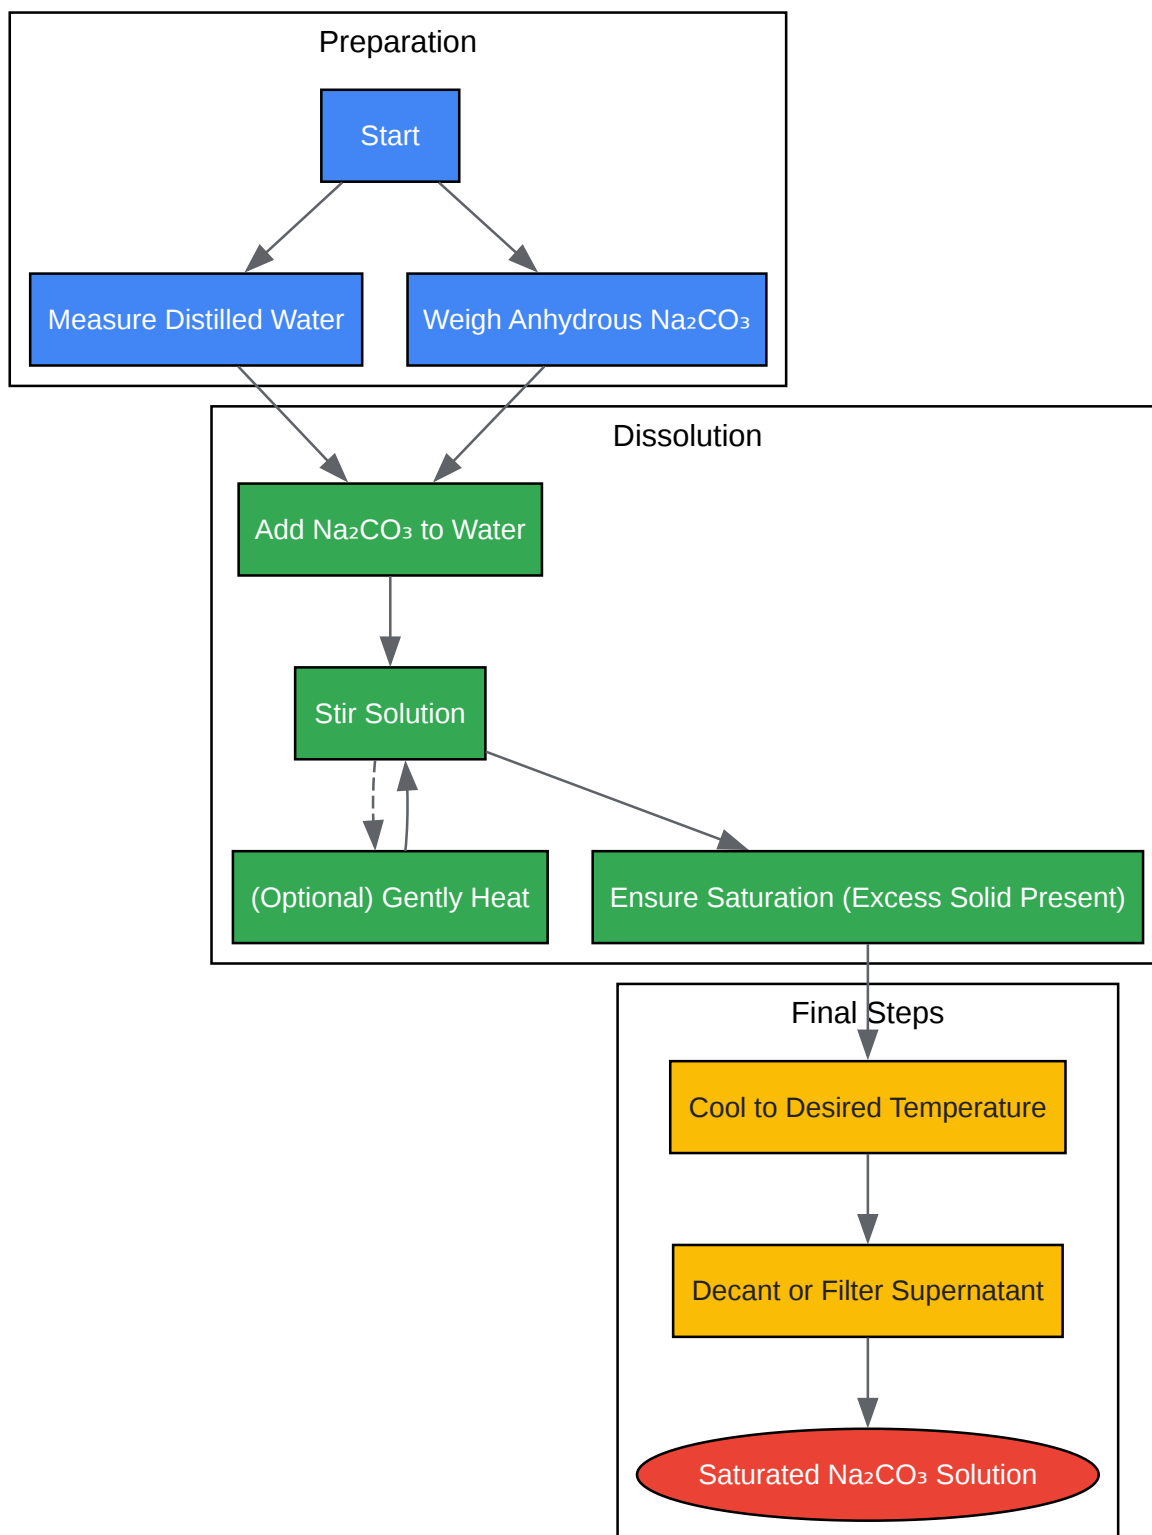 Preparation
Start
Measure Distilled Water
Weigh Anhydrous Na₂CO₃
Dissolution
Add Na₂CO₃ to Water
Stir Solution
(Optional) Gently Heat
Ensure Saturation (Excess Solid Present)
Final Steps
Cool to Desired Temperature
Decant or Filter Supernatant
Saturated Na₂CO₃ Solution